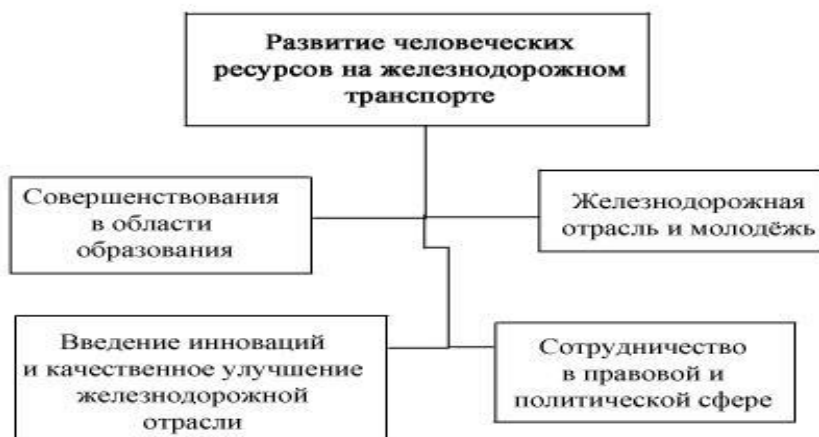 Развитие человеческих
ресурсов на железнодорожном
транспорте
Совершенствования
в области
образования
Железнодорожная
отрасль и молодёжь
Введение инноваций
и качественное улучшение
железнодорожной
отрасли
Сотрудничество
в правовой и
политической сфере